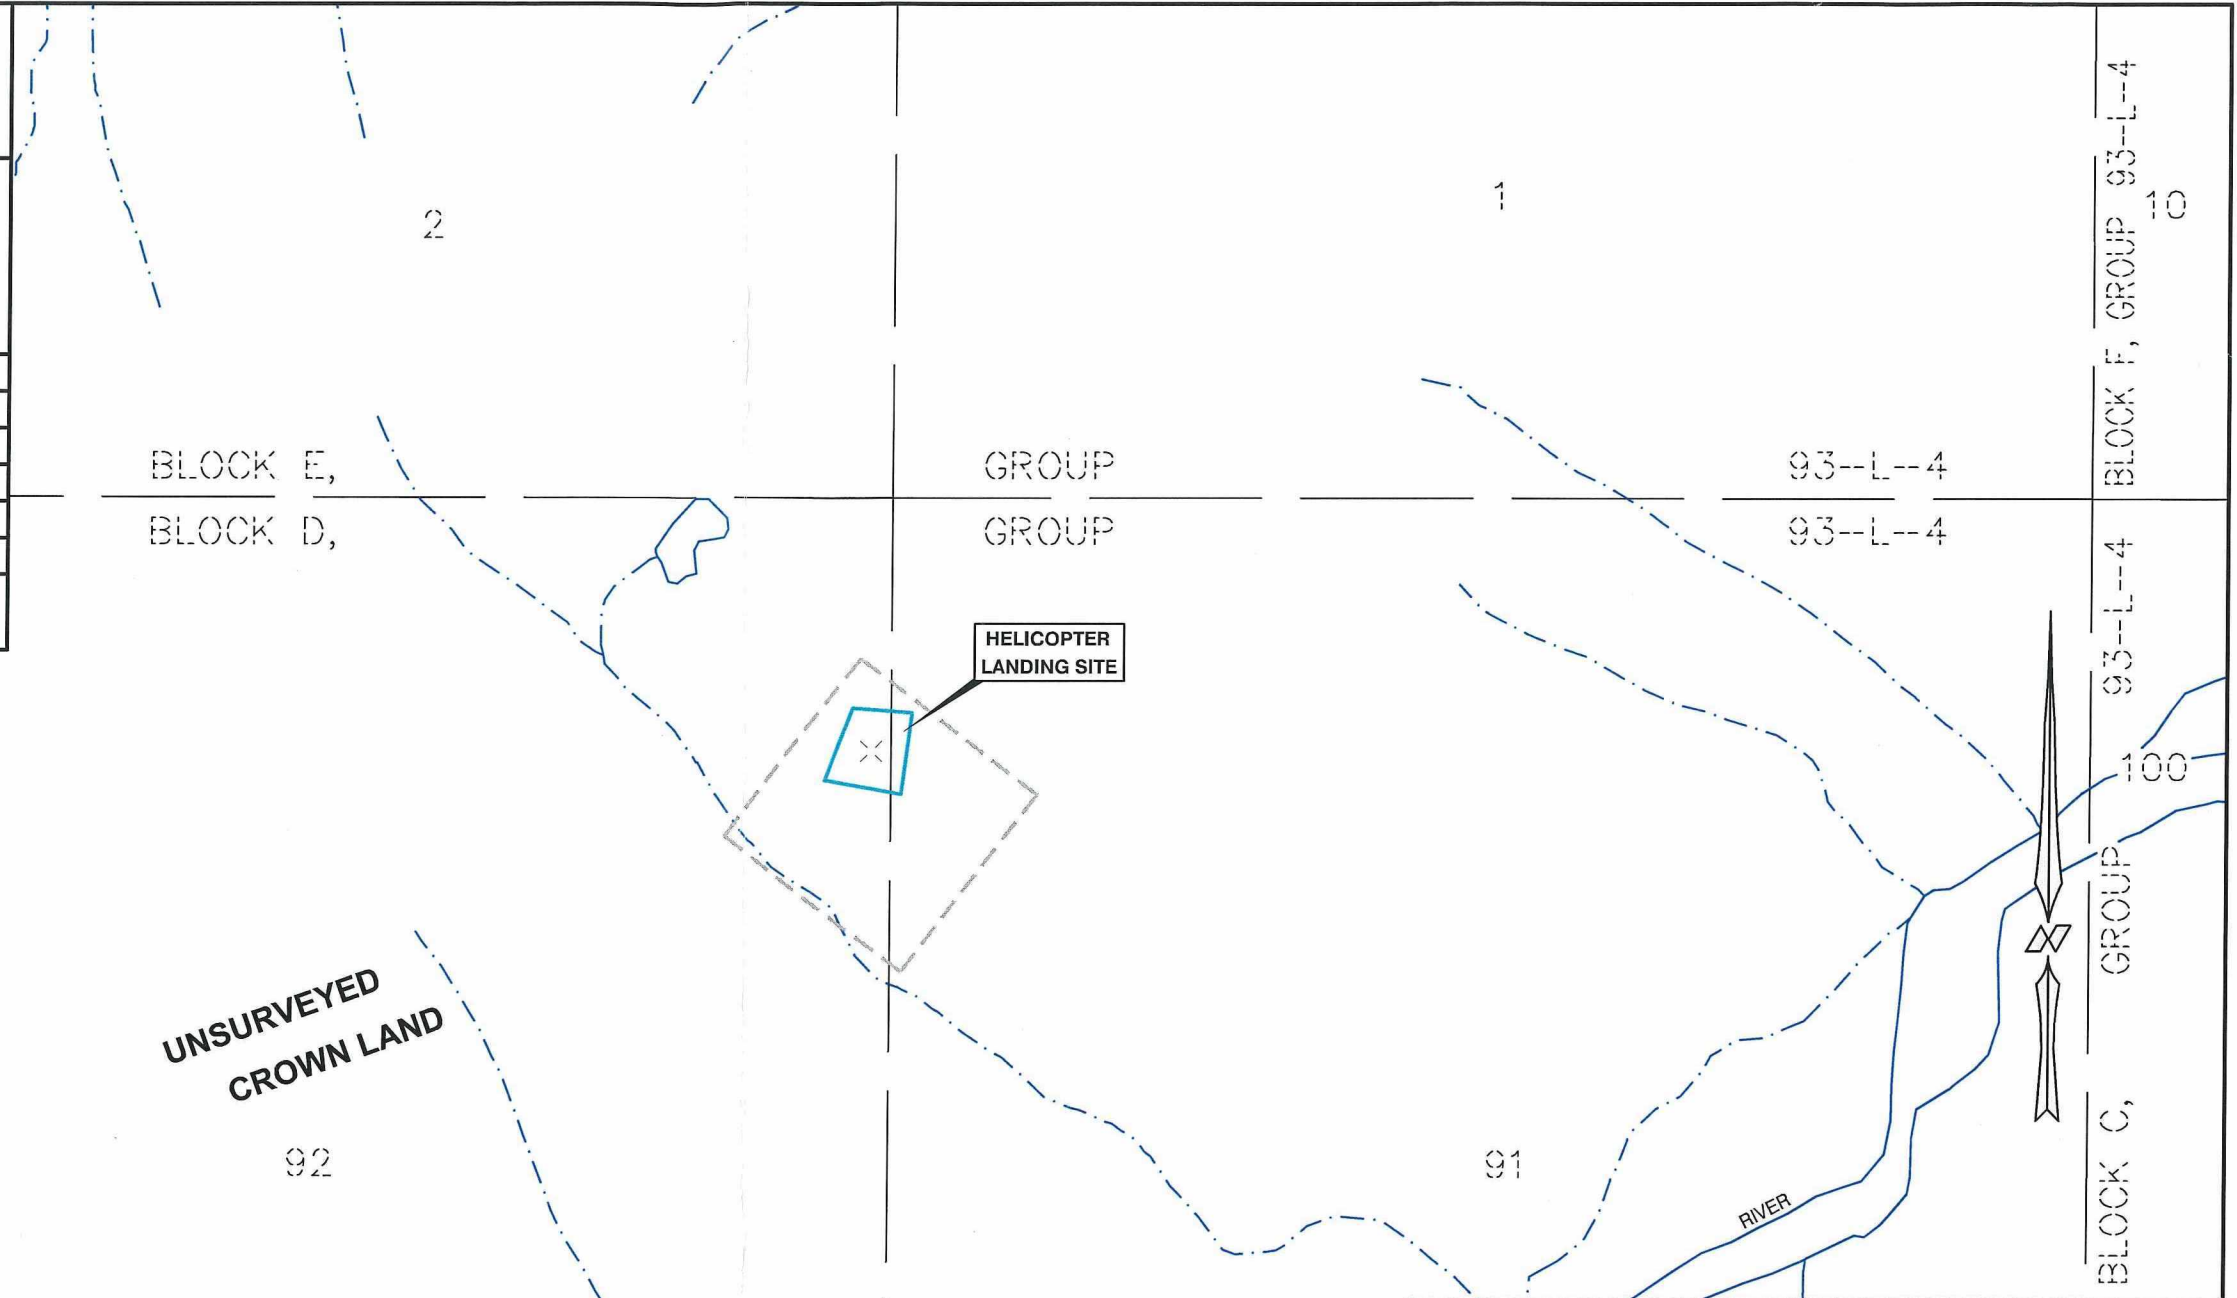 2
1
10
BLOCK F, GROUP 93--L--4
BLOCK E, GROUP 93--L--4
BLOCK D, GROUP 93--L--4
HELICOPTER
LANDING SITE
100
BLOCK C, GROUP 93--L--4
UNSURVEYED
CROWN LAND
92
91
RIVER
N